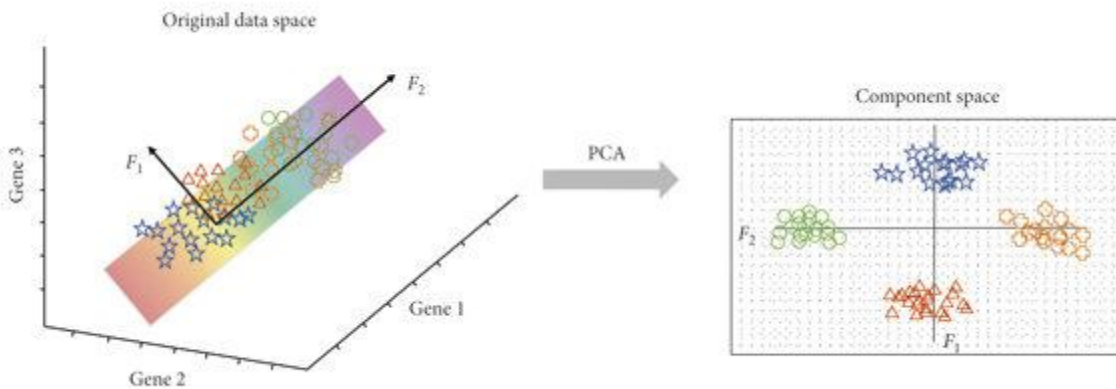 Original data space
F2
F1
Gene 3
Gene 1
Gene 2
PCA
Component space
F2
F1